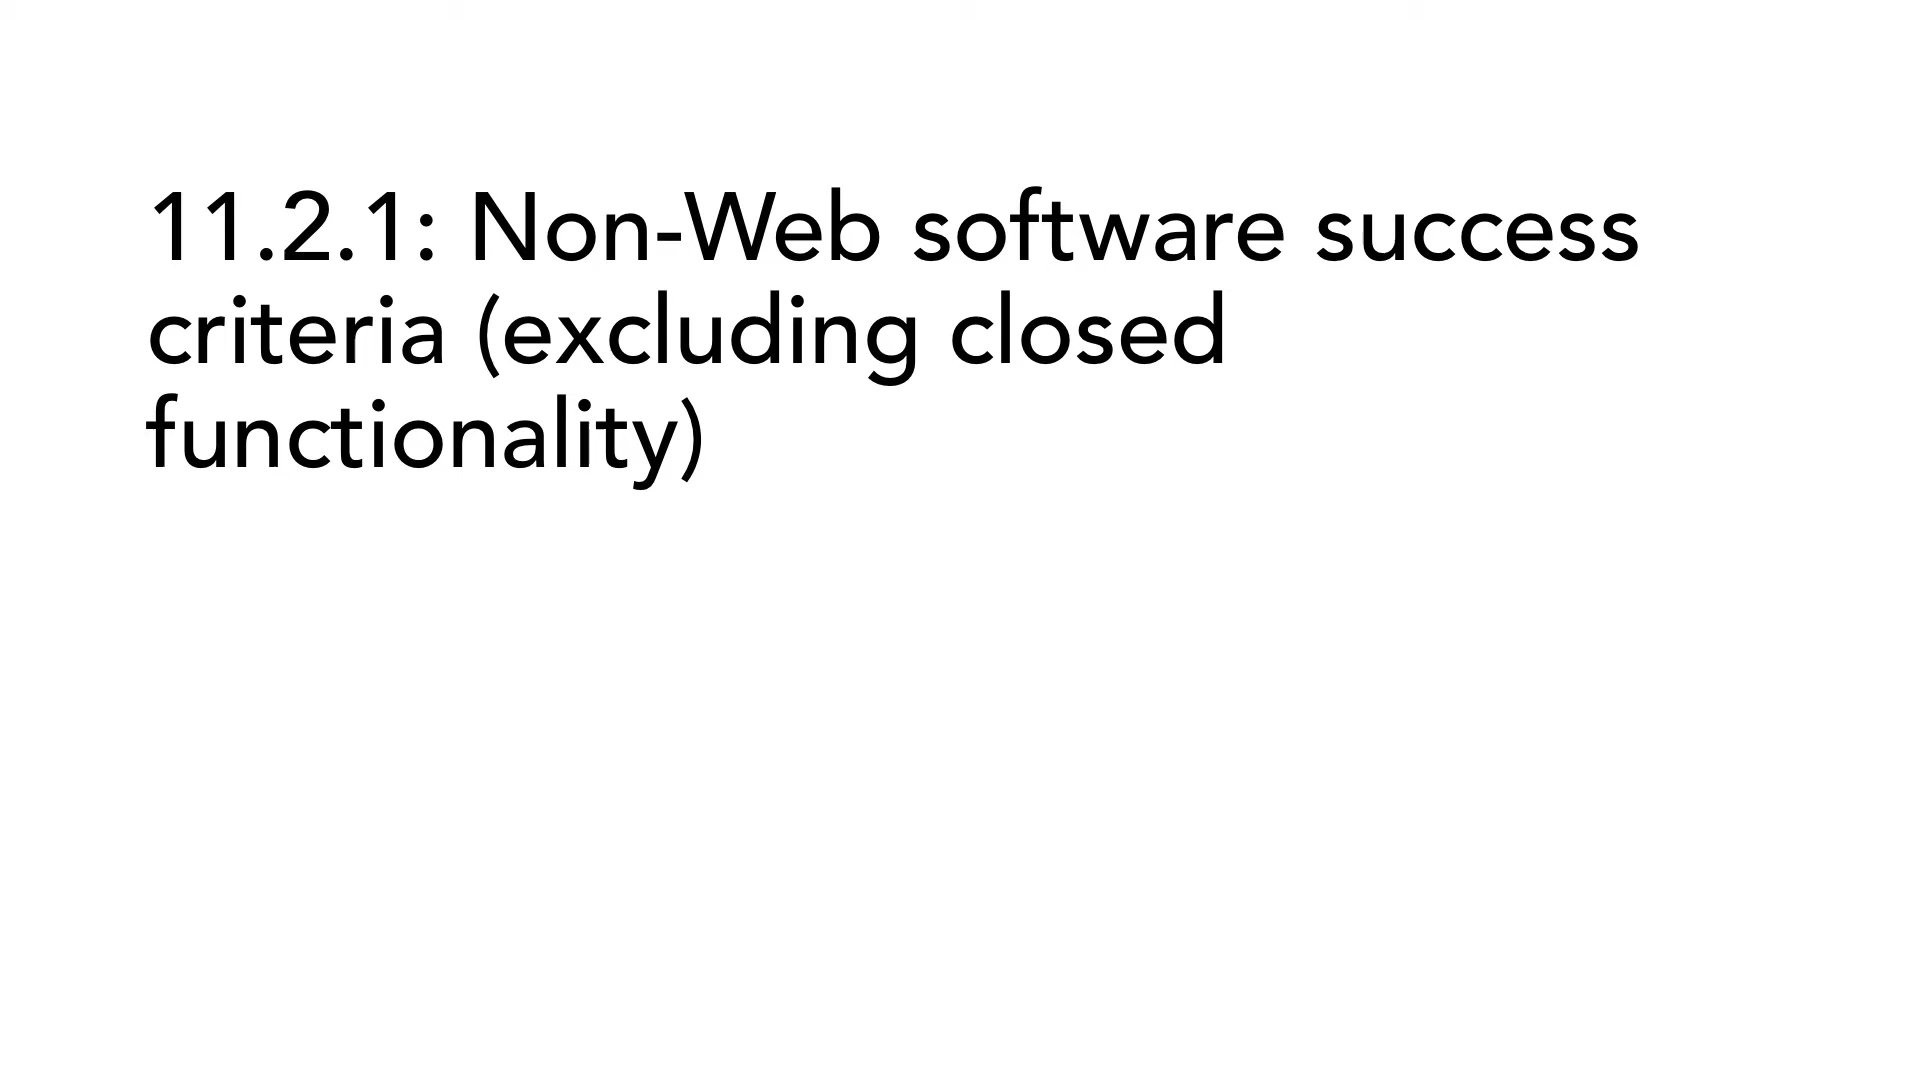 11.2.1: Non-Web software success
criteria (excluding closed
functionality)